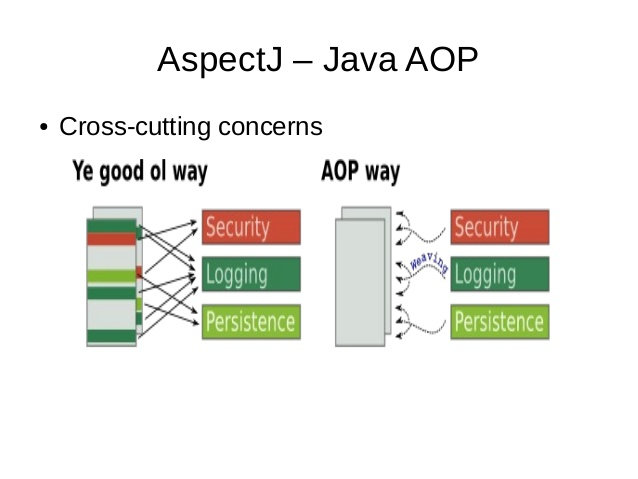 AspectJ – Java AOP
• Cross-cutting concerns
Ye good ol way
AOP way
Security
Logging
Persistence
Weaving
Security
Logging
Persistence